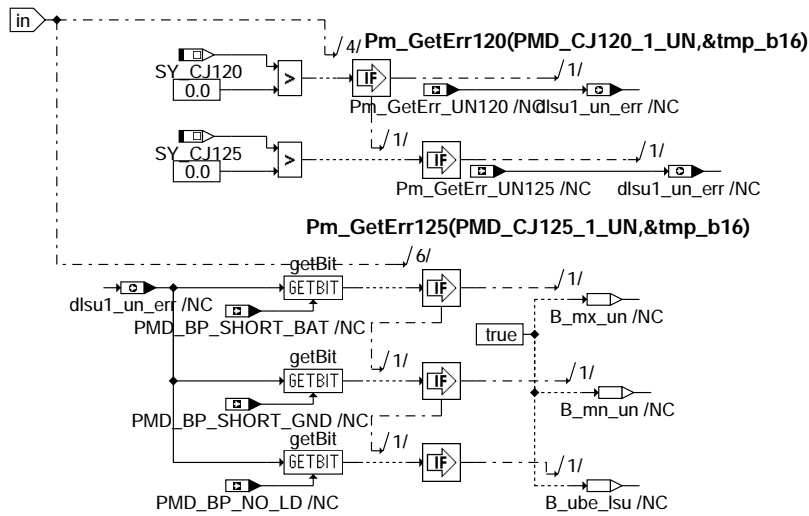 in
4/
Pm_GetErr120(PMD_CJ120_1_UN,&tmp_b16)
SY_CJ120
0.0
>
IF
1/
Pm_GetErr_UN120 /NC
dlsu1_un_err /NC
1/
SY_CJ125
0.0
>
IF
1/
Pm_GetErr_UN125 /NC
dlsu1_un_err /NC
Pm_GetErr125(PMD_CJ125_1_UN,&tmp_b16)
6/
getBit
GETBIT
IF
1/
dlsu1_un_err /NC
PMD_BP_SHORT_BAT /NC
B_mx_un /NC
true
getBit
1/
GETBIT
IF
1/
PMD_BP_SHORT_GND /NC
B_mn_un /NC
getBit
1/
GETBIT
IF
1/
PMD_BP_NO_LD /NC
B_ube_lsu /NC